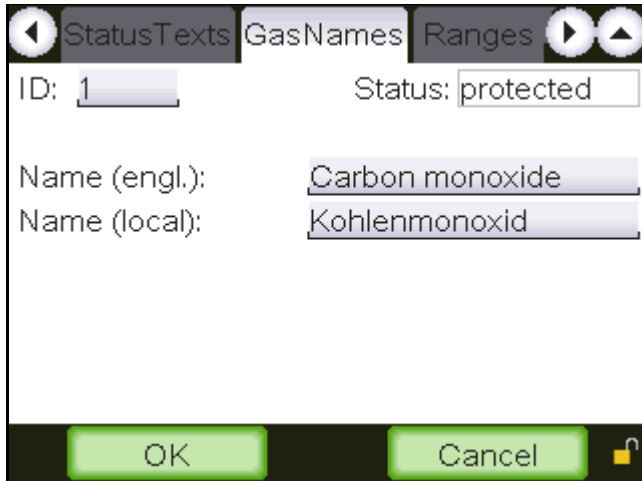 StatusTexts GasNames Ranges
ID: 1 Status: protected
Name (engl.): Carbon monoxide
Name (local): Kohlenmonoxid
OK Cancel